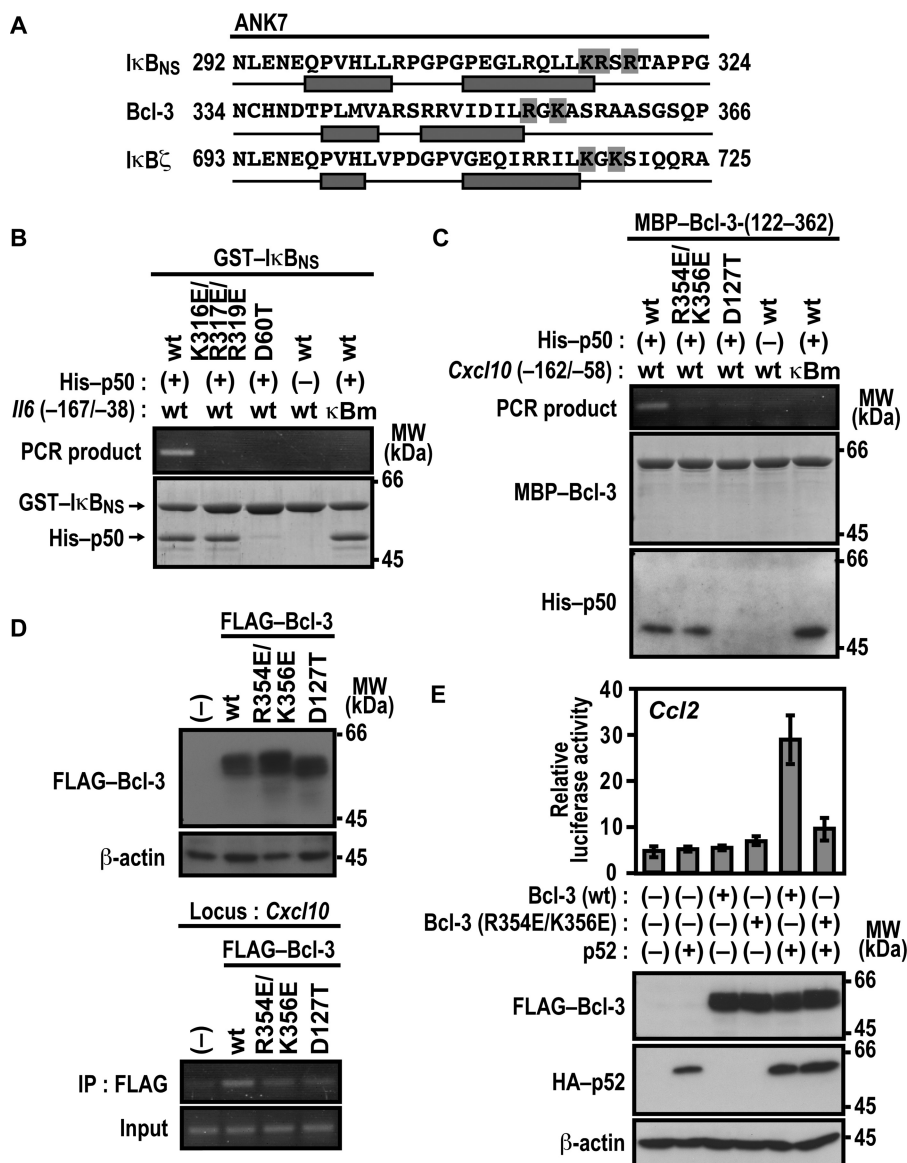 A
ANK7
IκBNS 292 NLENEQPVHLLRPGPGPEGLRQLLKRSRTAPPG 324
Bcl-3 334 NCHNDTPLMVARSRRVIDILRGKASRAASGSQP 366
IκBζ 693 NLENEQPVHLVPDGPVGEQIRRILKGKSIQQRA 725
B
GST–IκBNS
wt K316E/R317E/R319E D60T wt wt
His–p50 : (+) (+) (+) (–) (+)
Il6 (–167/–38) : wt wt wt wt κBm
PCR product
MW (kDa)
66
GST–IκBNS
His–p50
45
C
MBP–Bcl-3-(122–362)
wt R354E/K356E D127T wt wt
His–p50 : (+) (+) (+) (–) (+)
Cxcl10 (–162/–58) : wt wt wt wt κBm
PCR product
MW (kDa)
66
MBP–Bcl-3
45
66
His–p50
45
D
FLAG–Bcl-3
(–) wt R354E/K356E D127T
MW (kDa)
66
FLAG–Bcl-3
45
β-actin 45
Locus : Cxcl10
FLAG–Bcl-3
(–) wt R354E/K356E D127T
IP : FLAG
Input
E
Ccl2
Relative luciferase activity
40
30
20
10
0
Bcl-3 (wt) : (–) (–) (+) (–) (+) (–)
Bcl-3 (R354E/K356E) : (–) (–) (–) (+) (–) (+)
p52 : (–) (+) (–) (–) (+) (+)
MW (kDa)
66
FLAG–Bcl-3
45
66
HA–p52
45
β-actin 45